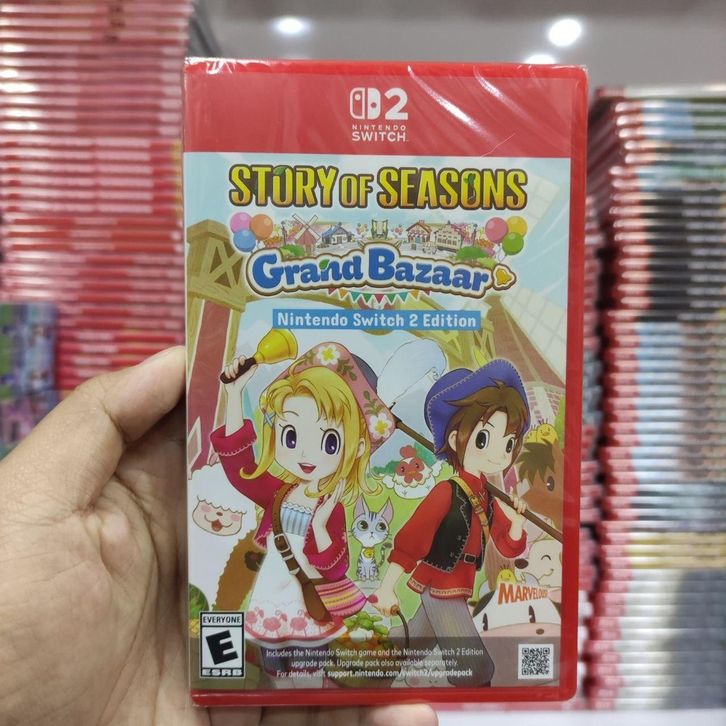 2
NINTENDO
SWITCH™
STORY OF SEASONS
Grand Bazaar
Nintendo Switch 2 Edition
MARVELOUS!
EVERYONE
E
ESRB
Includes the Nintendo Switch game and the Nintendo Switch 2 Edition
upgrade pack. Upgrade pack also available separately.
For details, visit support.nintendo.com/switch2/upgradepack